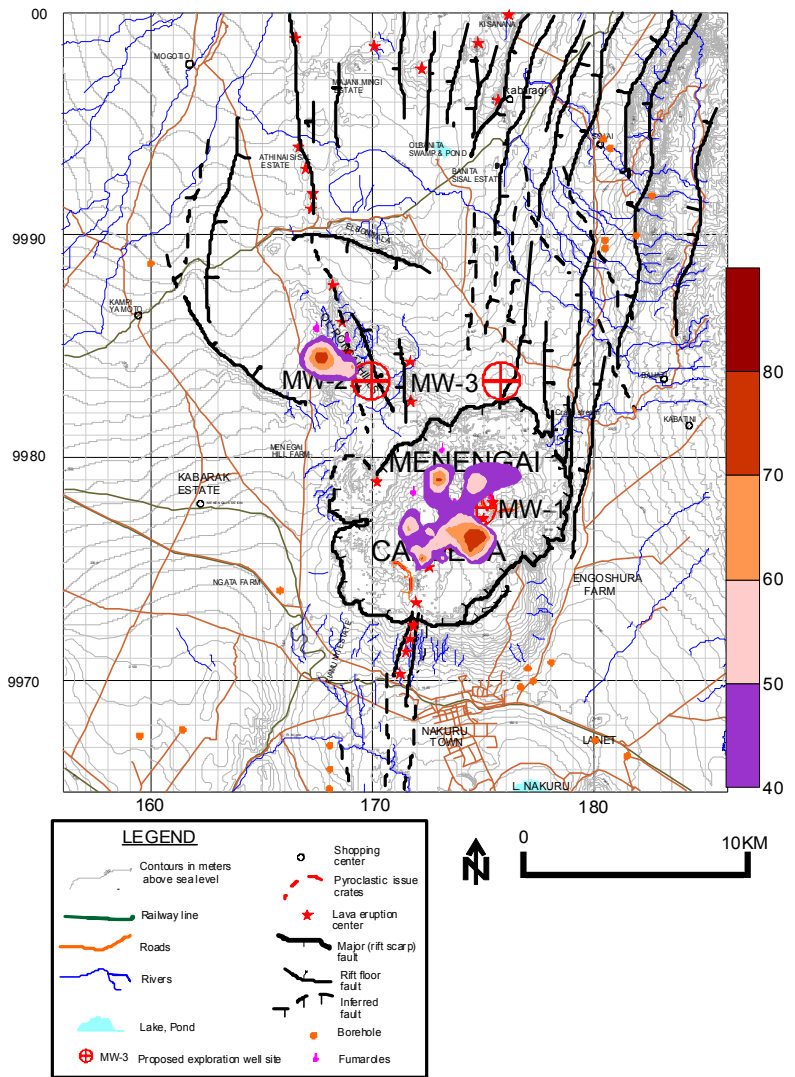 00
MOGOTIO
KISANANA
MAJANI MINGI
ESTATE
Kabaragi
OLBANITA
SWAMP & POND
ATHINAI SISAL
ESTATE
BANITA
SISAL ESTATE
9990
KAMPI
YA MOTO
80
MW-2
MW-3
KABATINI
70
MENENGAI
HILL FARM
9980
MENENGAI
KABARAK
ESTATE
MW-1
60
ENGOSHURA
FARM
NGATA FARM
50
9970
NAKURU
TOWN
LANET
L. NAKURU
40
160
170
180
LEGEND
Contours in meters
above sea level
Railway line
Roads
Rivers
Lake, Pond
MW-3 Proposed exploration well site
Shopping
center
Pyroclastic issue
crates
Lava eruption
center
Major (rift scarp)
fault
Rift floor
fault
Inferred
fault
Borehole
Fumaroles
N
0
10KM